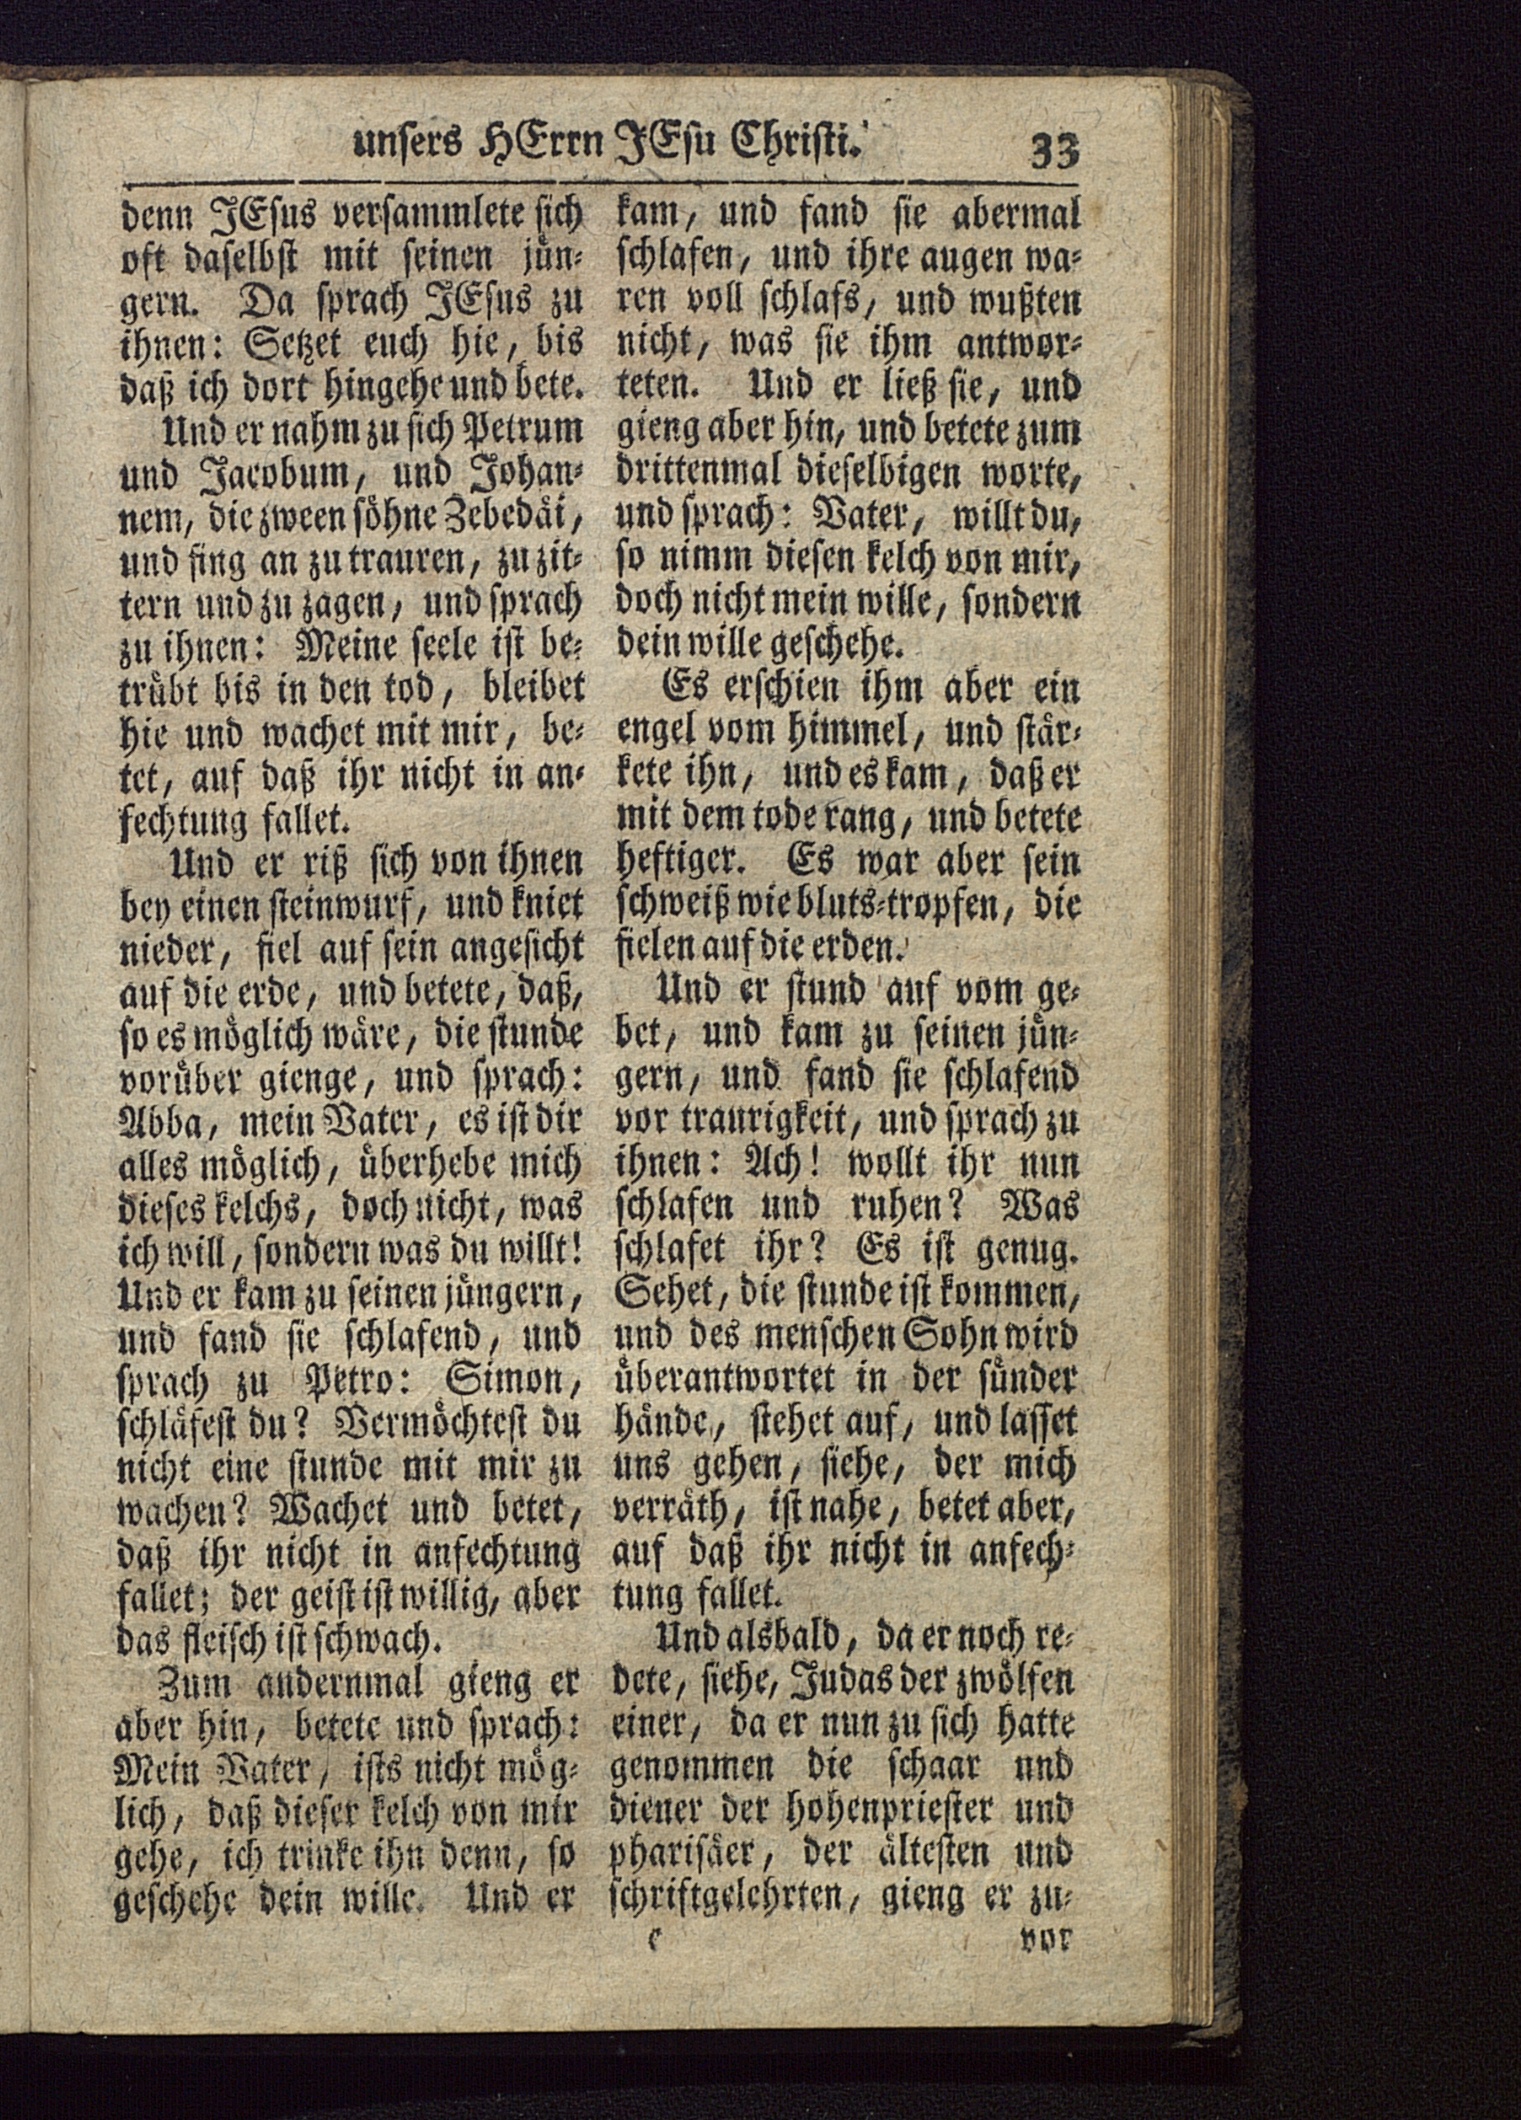 unsers HErrn JEsu Christi. 33
denn JEsus versammlete sich
oft daselbst mit seinen jün-
gern. Da sprach JEsus zu
ihnen: Setzet euch hie, bis
daß ich dort hingehe und bete.
Und er nahm zu sich Petrum
und Jacobum, und Johan-
nem, die zween söhne Zebedäi,
und fing an zu trauren, zu zit-
tern und zu zagen, und sprach
zu ihnen: Meine seele ist be-
trübt bis in den tod, bleibet
hie und wachet mit mir, be-
tet, auf daß ihr nicht in an-
fechtung fallet.
Und er riß sich von ihnen
bey einen steinwurf, und kniet
nieder, fiel auf sein angesicht
auf die erde, und betete, daß,
so es möglich wäre, die stunde
vorüber gienge, und sprach:
Abba, mein Vater, es ist dir
alles möglich, überhebe mich
dieses kelchs, doch nicht, was
ich will, sondern was du willt!
Und er kam zu seinen jüngern,
und fand sie schlafend, und
sprach zu Petro: Simon,
schläfest du? Vermöchtest du
nicht eine stunde mit mir zu
wachen? Wachet und betet,
daß ihr nicht in anfechtung
fallet; der geist ist willig, aber
das fleisch ist schwach.
Zum andernmal gieng er
aber hin, betete und sprach:
Mein Vater, ists nicht mög-
lich, daß dieser kelch von mir
gehe, ich trinke ihn denn, so
geschehe dein wille. Und er
kam, und fand sie abermal
schlafen, und ihre augen wa-
ren voll schlafs, und wußten
nicht, was sie ihm antwor-
teten. Und er ließ sie, und
gieng aber hin, und betete zum
drittenmal dieselbigen worte,
und sprach: Vater, willt du,
so nimm diesen kelch von mir,
doch nicht mein wille, sondern
dein wille geschehe.
Es erschien ihm aber ein
engel vom himmel, und stär-
kete ihn, und es kam, daß er
mit dem tode rang, und betete
heftiger. Es war aber sein
schweiß wie bluts-tropfen, die
fielen auf die erden.
Und er stund auf vom ge-
bet, und kam zu seinen jün-
gern, und fand sie schlafend
vor traurigkeit, und sprach zu
ihnen: Ach! wollt ihr nun
schlafen und ruhen? Was
schlafet ihr? Es ist genug.
Sehet, die stunde ist kommen,
und des menschen Sohn wird
überantwortet in der sünder
hände, stehet auf, und lasset
uns gehen, siehe, der mich
verräth, ist nahe, betet aber,
auf daß ihr nicht in anfech-
tung fallet.
Und alsbald, da er noch re-
dete, siehe, Judas der zwölfen
einer, da er nun zu sich hatte
genommen die schaar und
diener der hohenpriester und
pharisäer, der ältesten und
schriftgelehrten, gieng er zu-
c vor